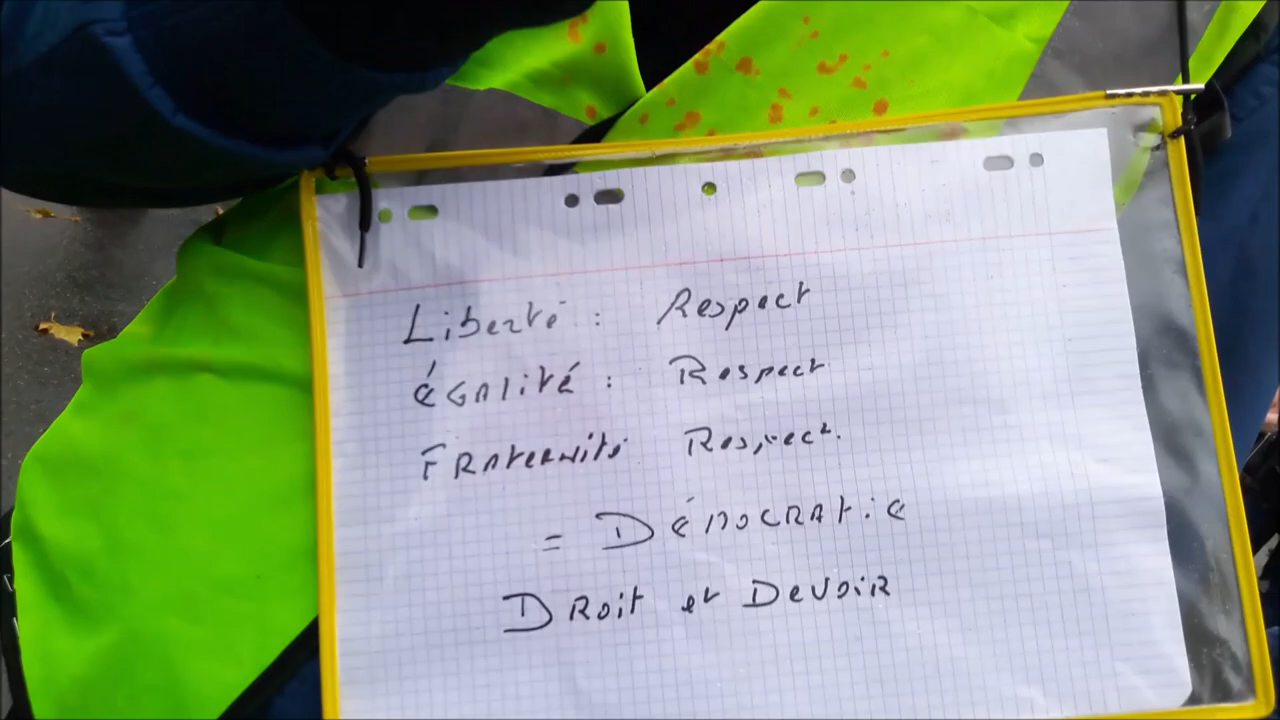 Liberté : Respect
égalité : Respect
Fraternité Respect.
= Démocratie
Droit et Devoir